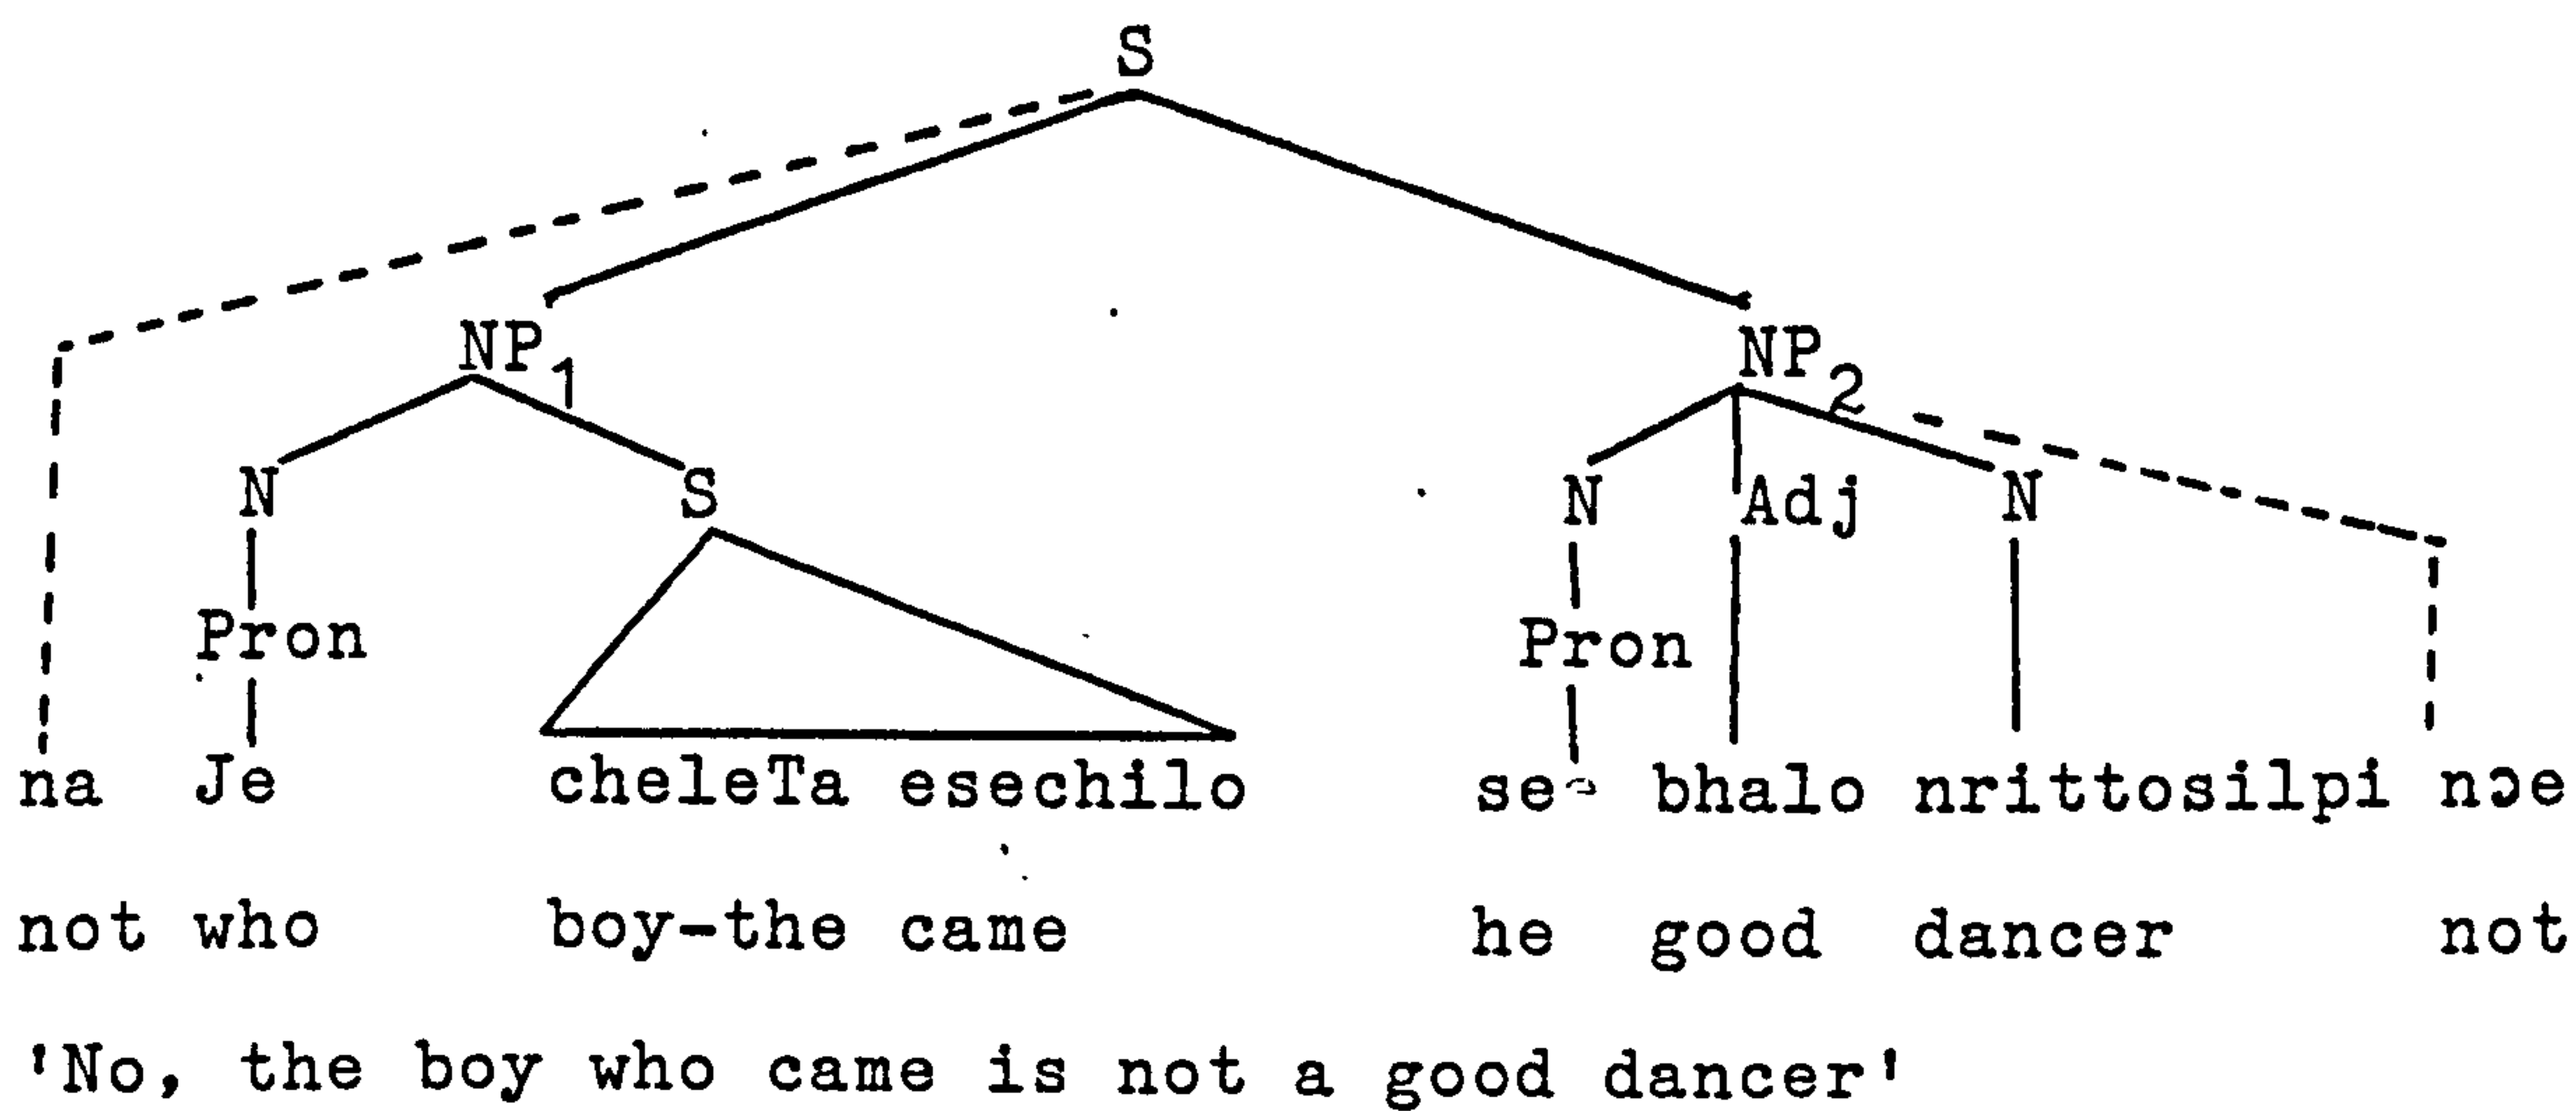 S
NP1 NP2
N S N Adj N
Pron Pron
na Je cheleTa esechilo se bhalo nrittosilpi nɔe
not who boy-the came he good dancer not
'No, the boy who came is not a good dancer'